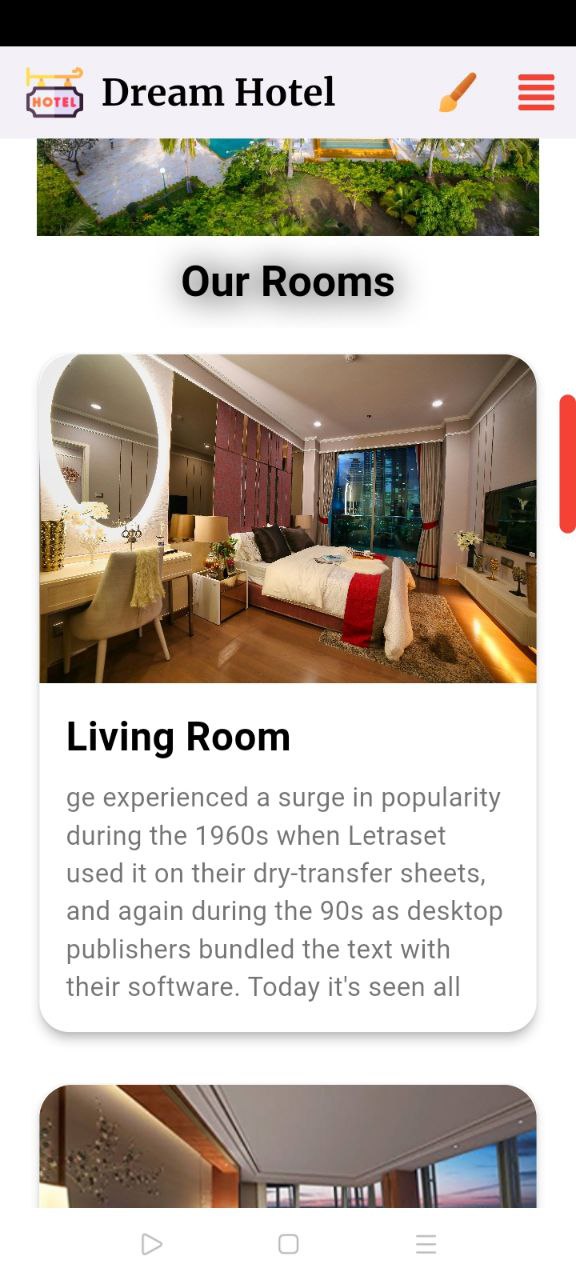 HOTEL
Dream Hotel
Our Rooms
Living Room
ge experienced a surge in popularity
during the 1960s when Letraset
used it on their dry-transfer sheets,
and again during the 90s as desktop
publishers bundled the text with
their software. Today it's seen all